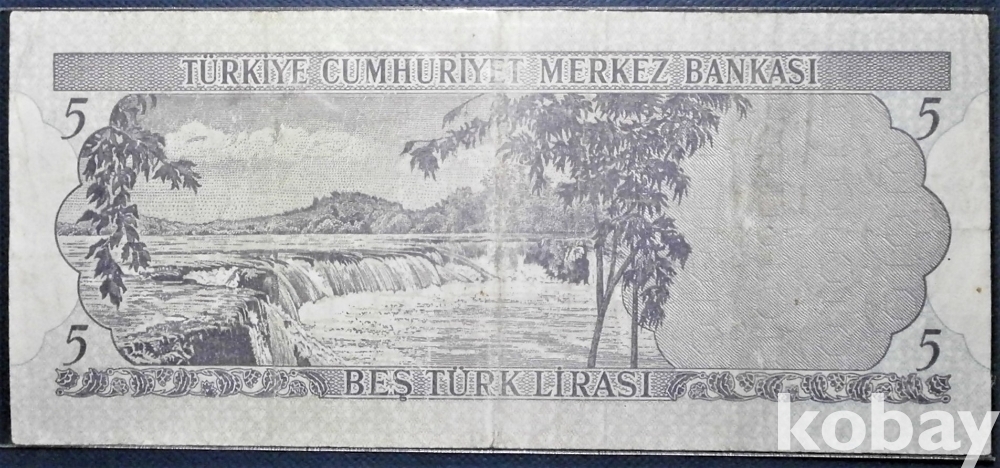 TÜRKİYE CUMHURİYET MERKEZ BANKASI
5
5
5
5
BEŞ TÜRK LİRASI
kobay